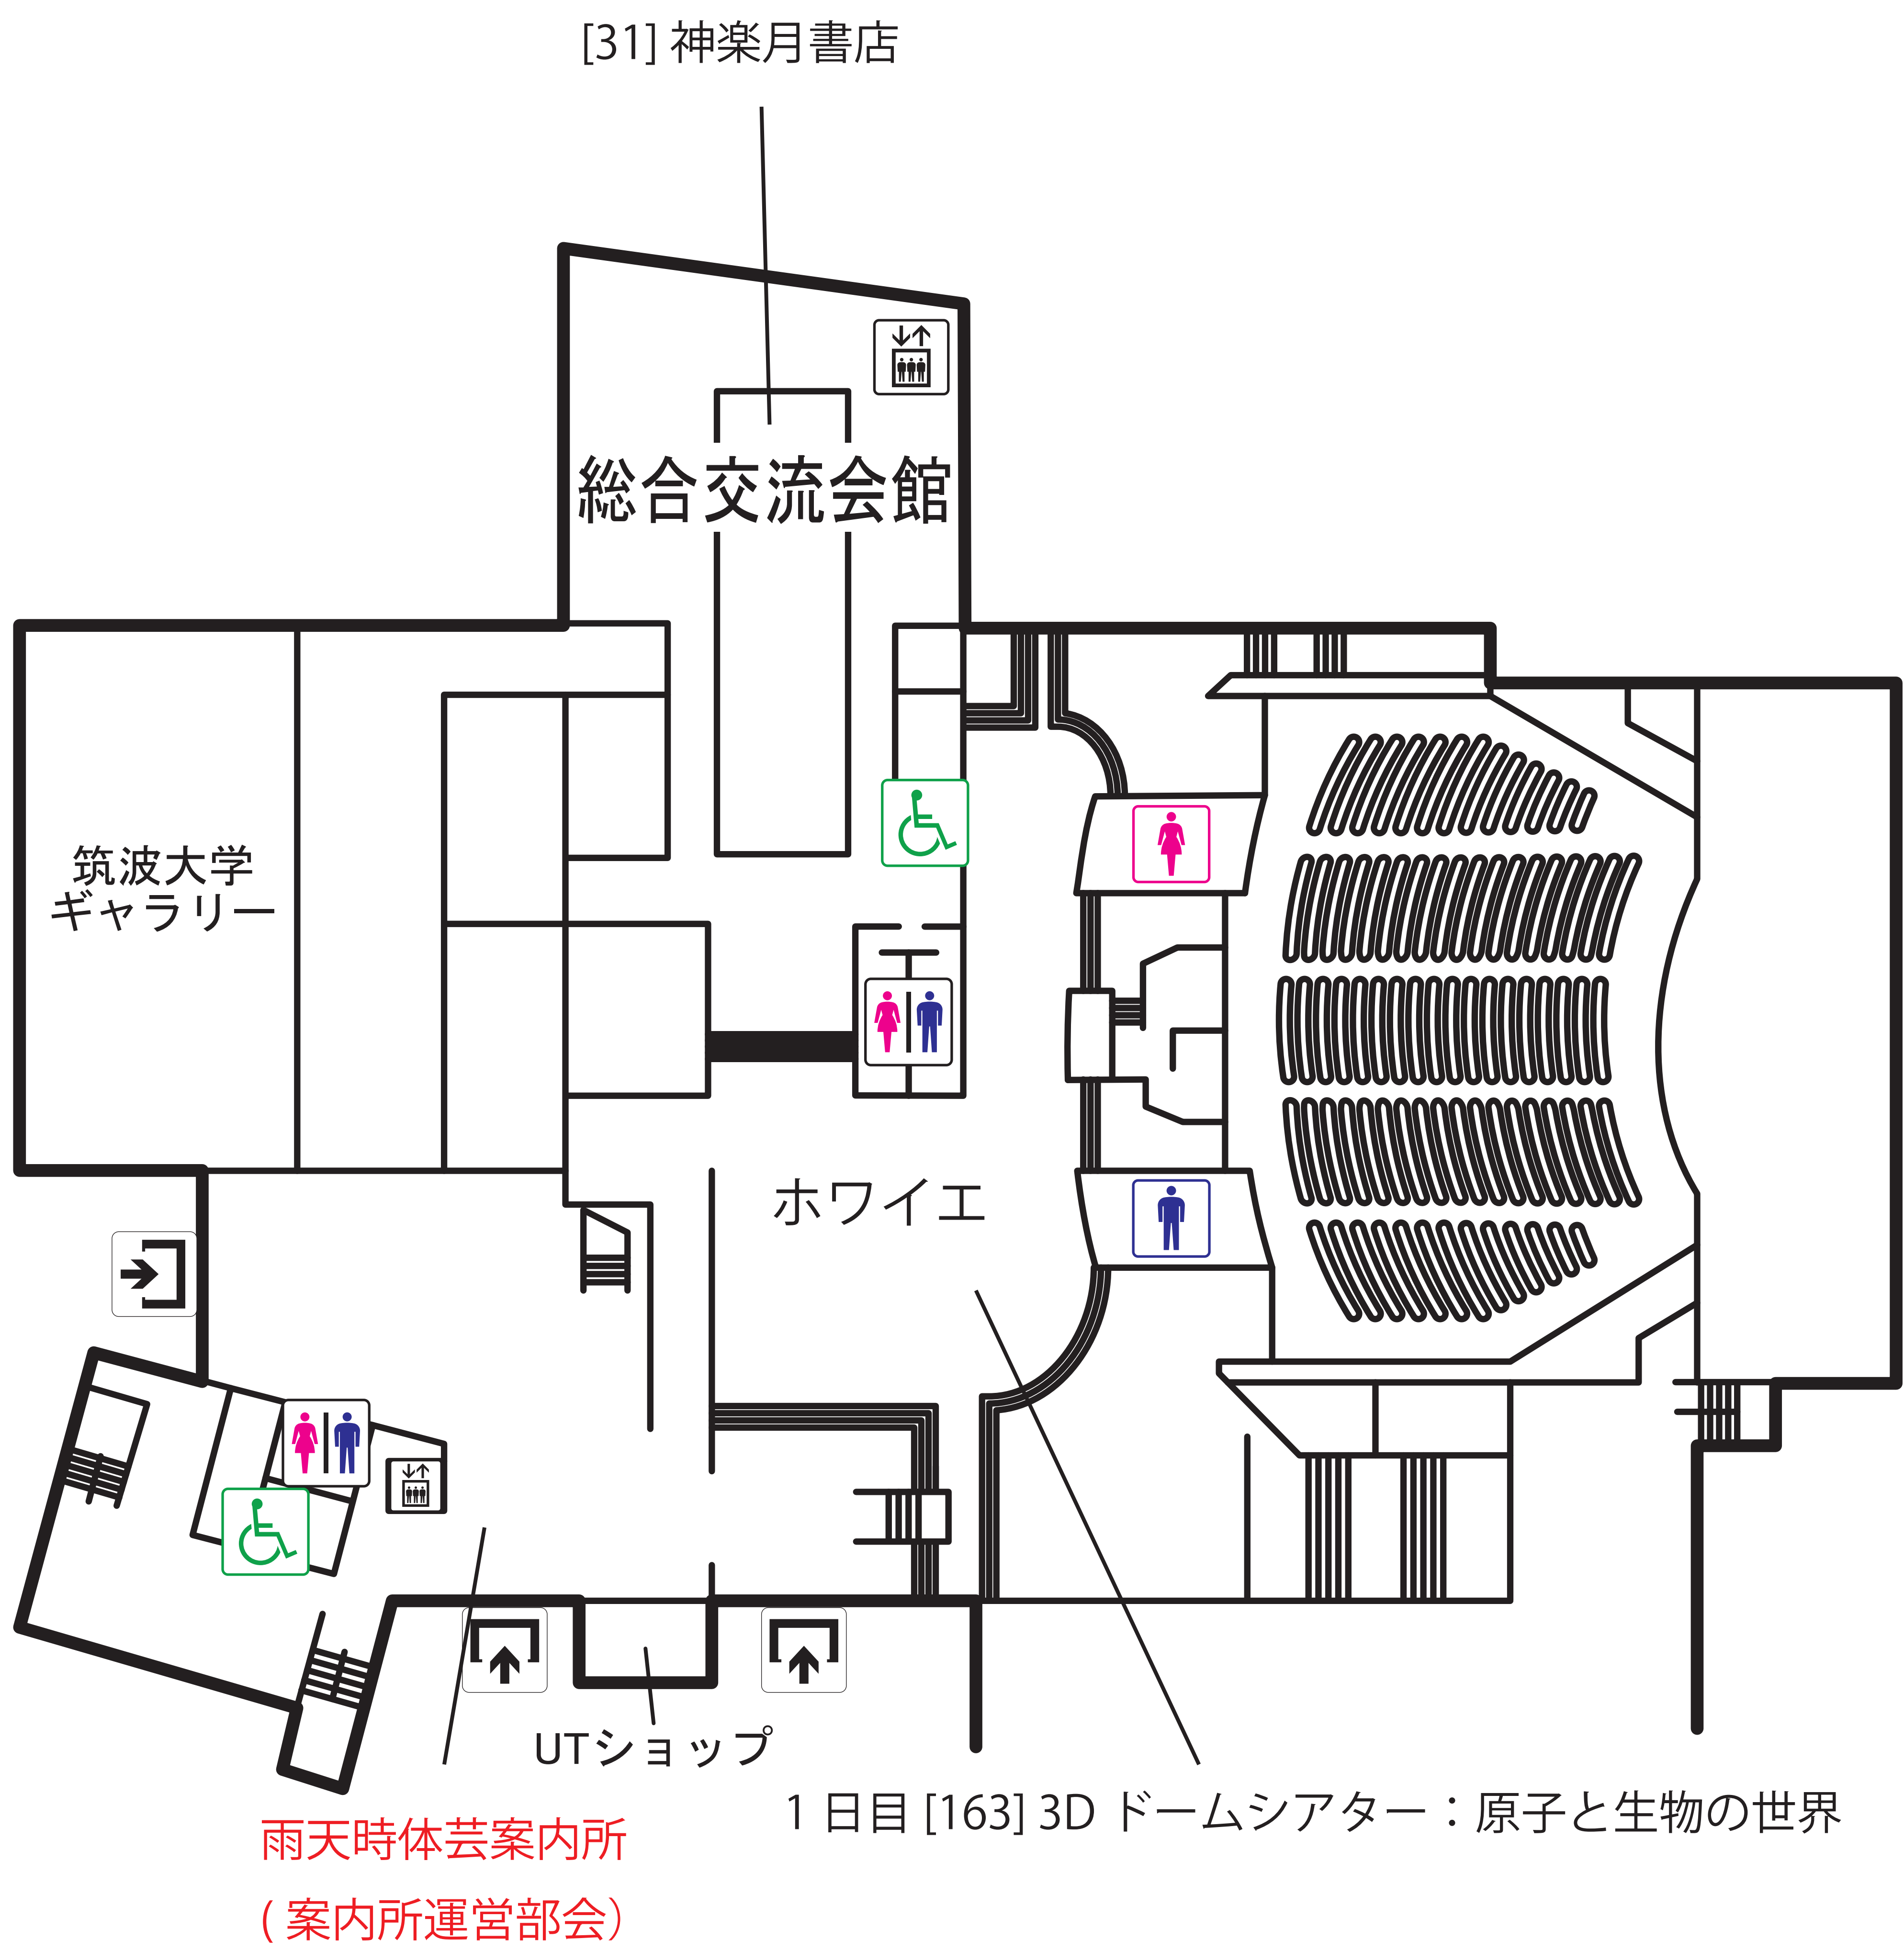 [31] 神楽月書店
総合交流会館
筑波大学
ギャラリー
ホワイエ
UTショップ
1 日目 [163] 3D ドームシアター：原子と生物の世界
雨天時体芸案内所
( 案内所運営部会）